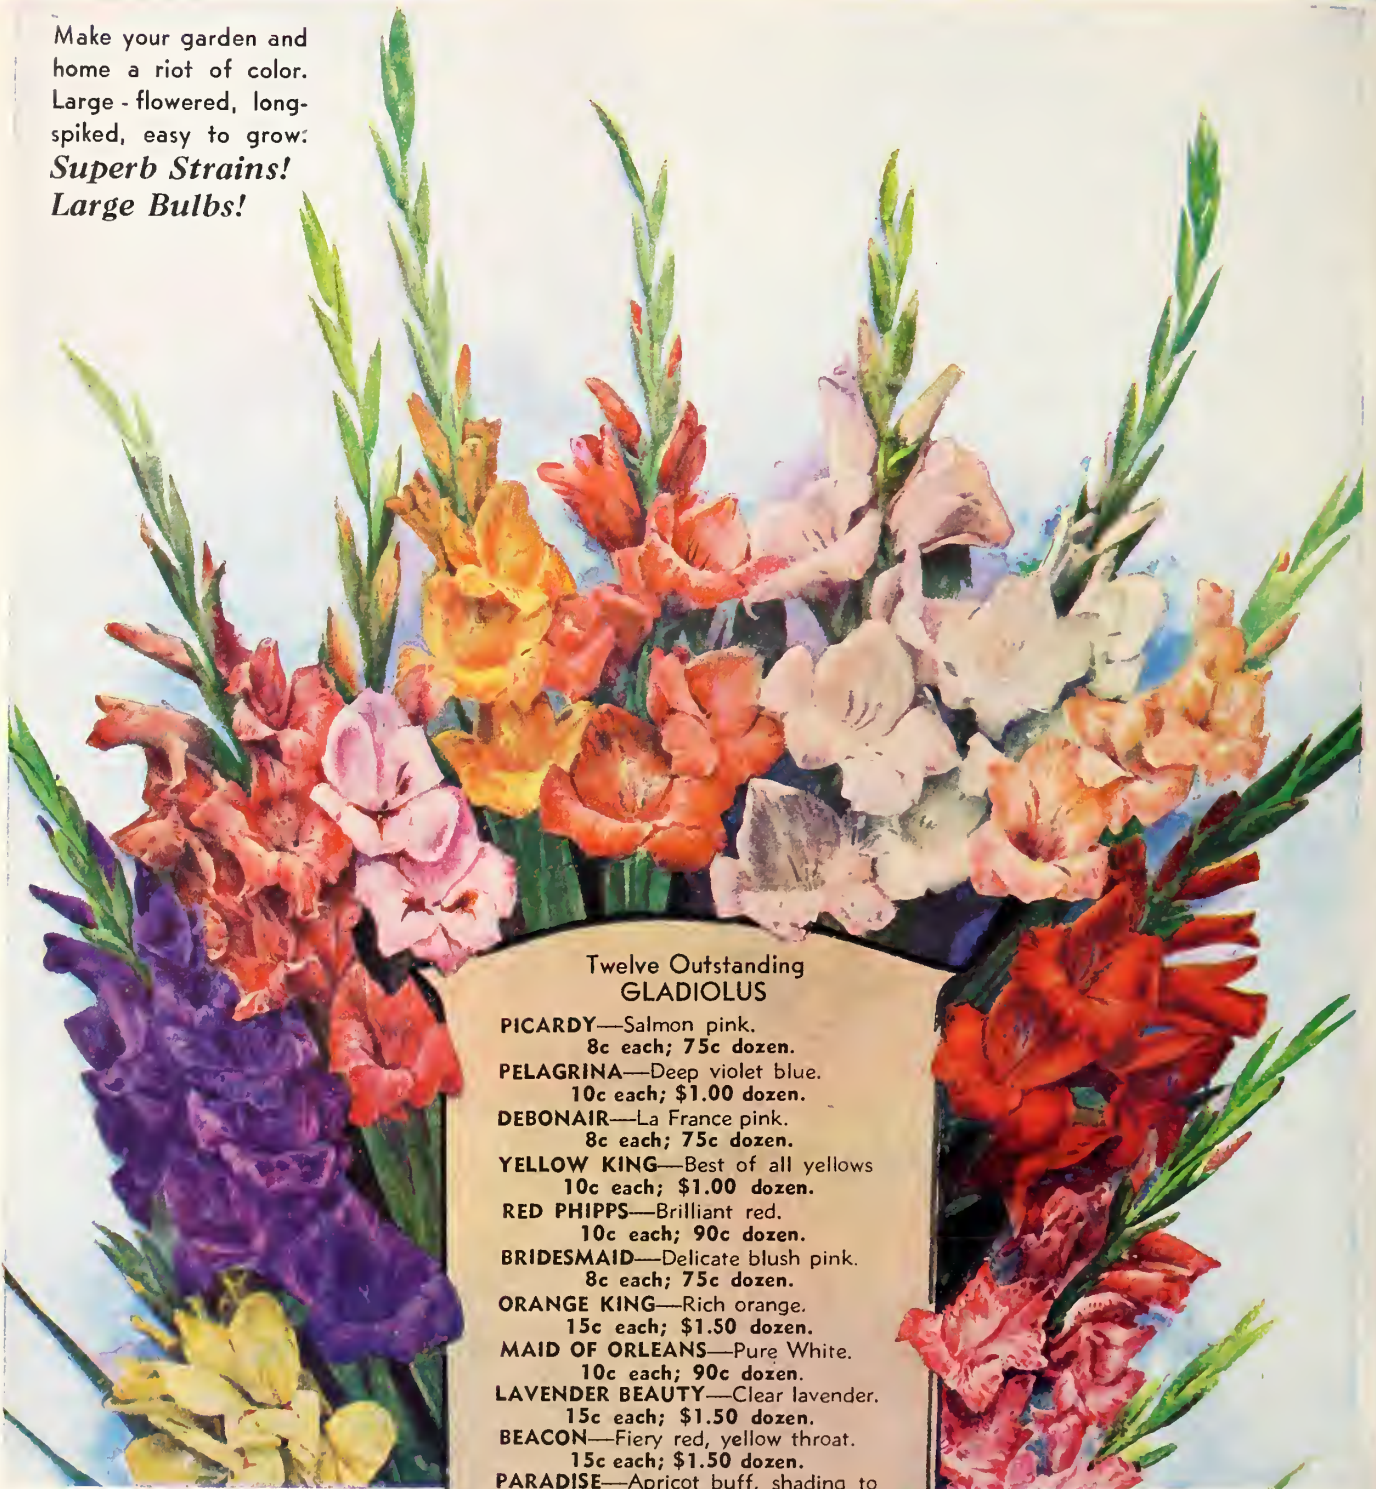 Make your garden and
home a riot of color.
Large - flowered, long-
spiked, easy to grow:
Superb Strains!
Large Bulbs!
Twelve Outstanding
GLADIOLUS
PICARDY—Salmon pink.
8c each; 75c dozen.
PELAGRINA—Deep violet blue.
10c each; $1.00 dozen.
DEBONAIR—La France pink.
8c each; 75c dozen.
YELLOW KING—Best of all yellows
10c each; $1.00 dozen.
RED PHIPPS—Brilliant red.
10c each; 90c dozen.
BRIDESMAID—Delicate blush pink.
8c each; 75c dozen.
ORANGE KING—Rich orange.
15c each; $1.50 dozen.
MAID OF ORLEANS—Pure White.
10c each; 90c dozen.
LAVENDER BEAUTY—Clear lavender.
15c each; $1.50 dozen.
BEACON—Fiery red, yellow throat.
15c each; $1.50 dozen.
PARADISE—Apricot buff, shading to